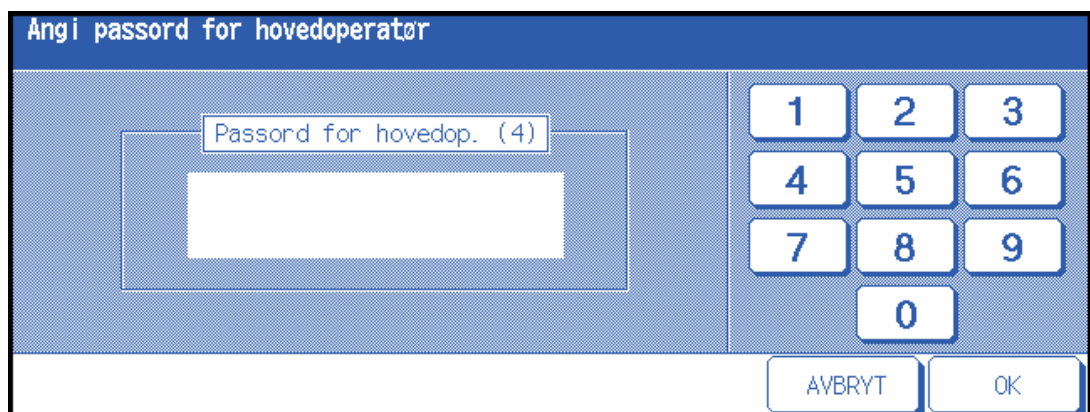 Angi passord for hovedoperatør
Passord for hovedop. (4)
1 2 3
4 5 6
7 8 9
0
AVBRYT OK